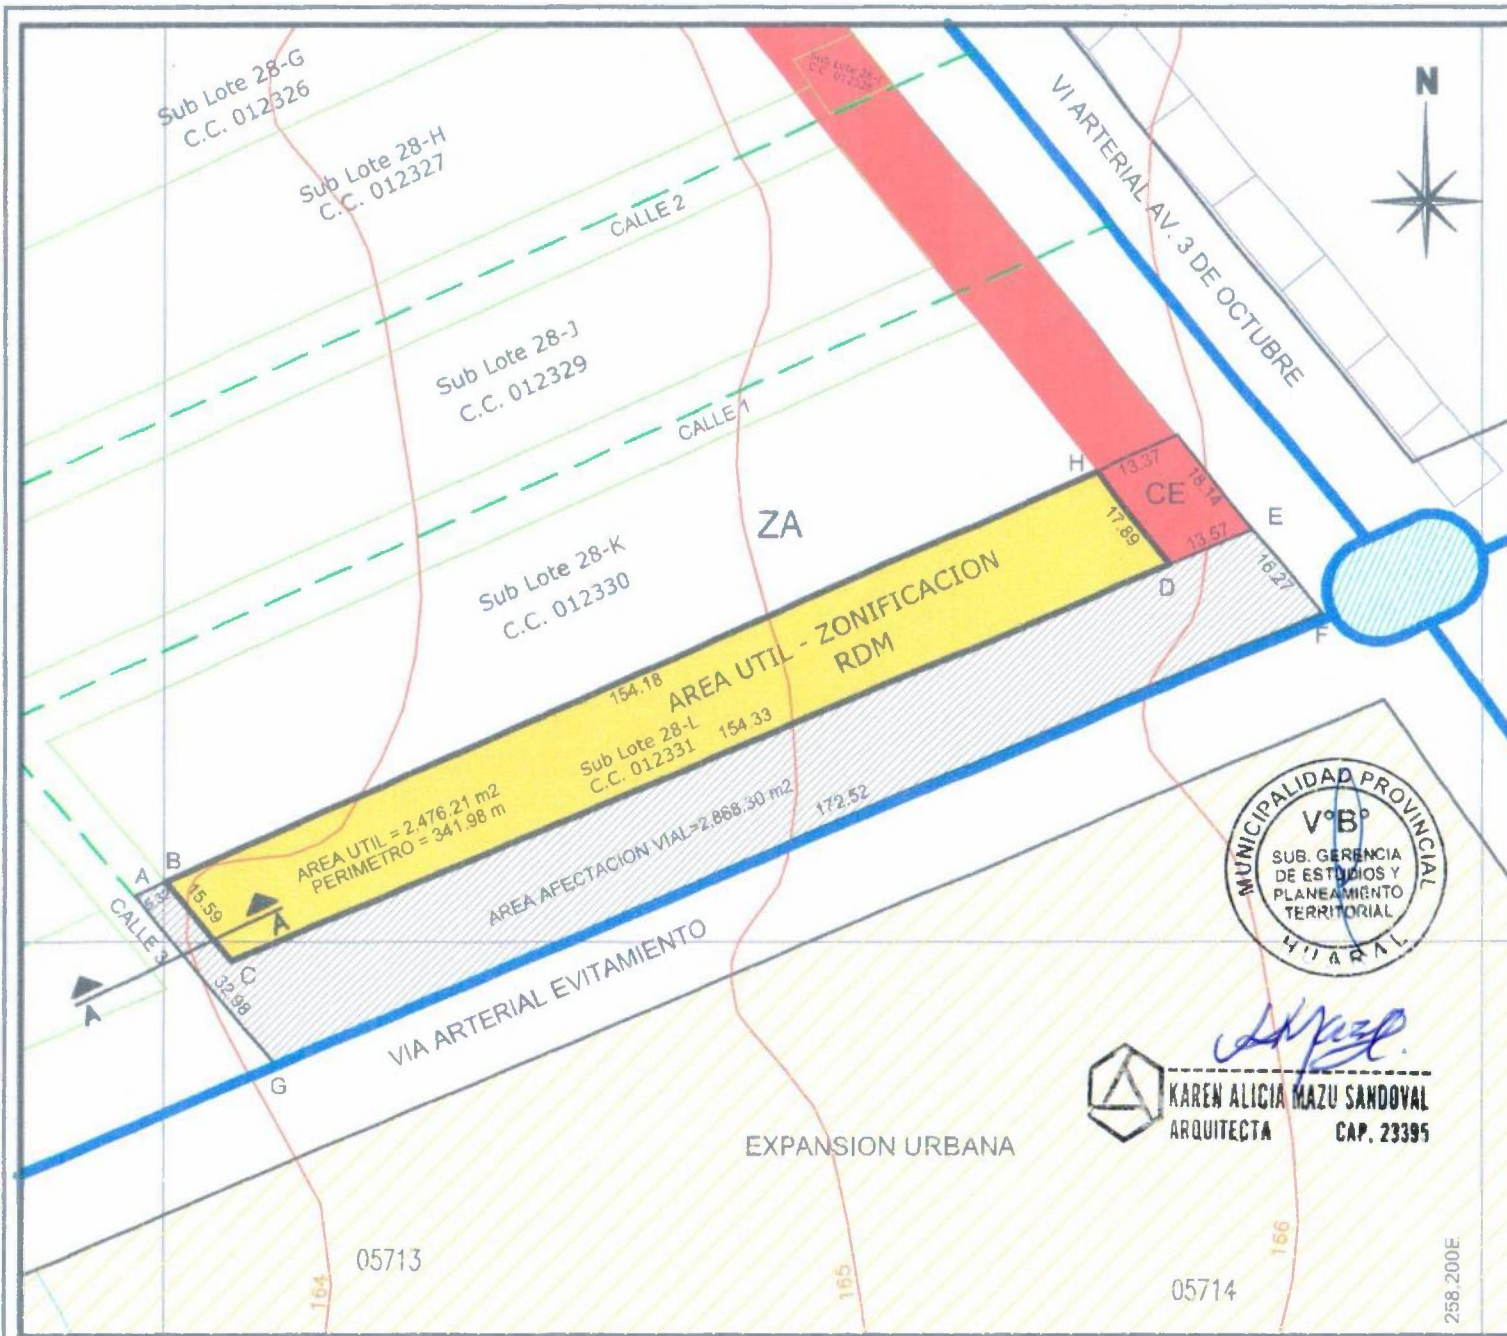 Sub Lote 28-G
C.C. 012326
Sub Lote 28-H
C.C. 012327
CALLE 2
VI ARTERIAL AV. 3 DE OCTUBRE
N
Sub Lote 28-J
C.C. 012329
CALLE 1
H
13.37
18.14
CE
E
ZA
17.89
13.57
16.27
D
F
Sub Lote 28-K
C.C. 012330
AREA UTIL - ZONIFICACION
RDM
154.18
Sub Lote 28-L
C.C. 012331
154.33
AREA UTIL = 2.476.21 m2
PERIMETRO = 341.98 m
AREA AFECTACION VIAL=2,868.30 m2
172.52
A
B
15.59
CALLE 3
A
C
A
32.98
G
VIA ARTERIAL EVITAMIENTO
MUNICIPALIDAD PROVINCIAL
V°B°
SUB. GERENCIA
DE ESTUDIOS Y
PLANEAMIENTO
TERRITORIAL
HUARAL
KAREN ALICIA MAZU SANDOVAL
ARQUITECTA CAP. 23395
EXPANSION URBANA
05713
05714
164
165
166
258,200E